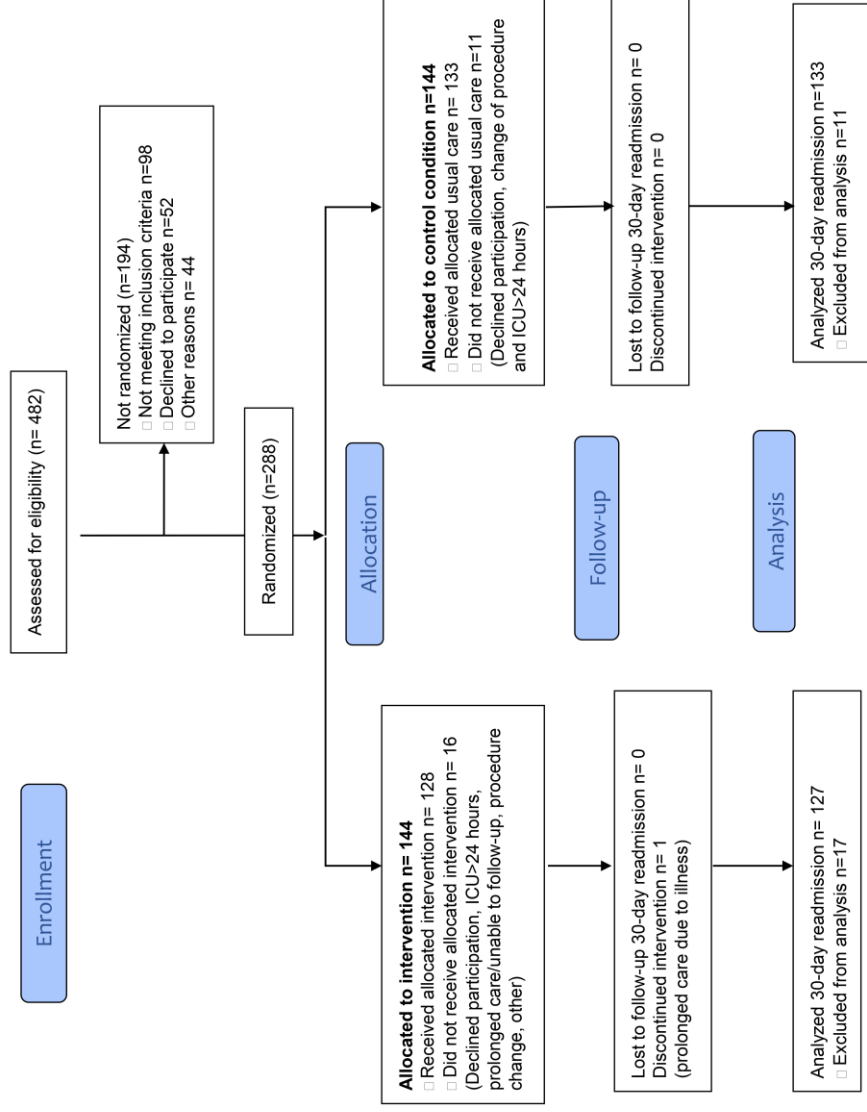 Enrollment
Assessed for eligibility (n= 482)
Not randomized (n=194)
□ Not meeting inclusion criteria n=98
□ Declined to participate n=52
□ Other reasons n= 44
Randomized (n=288)
Allocation
Allocated to intervention n= 144
□ Received allocated intervention n= 128
□ Did not receive allocated intervention n= 16
(Declined participation, ICU>24 hours,
prolonged care/unable to follow-up, procedure
change, other)
Allocated to control condition n=144
□ Received allocated usual care n= 133
□ Did not receive allocated usual care n=11
(Declined participation, change of procedure
and ICU>24 hours)
Follow-up
Lost to follow-up 30-day readmission n= 0
Discontinued intervention n= 1
(prolonged care due to illness)
Lost to follow-up 30-day readmission n= 0
Discontinued intervention n= 0
Analysis
Analyzed 30-day readmission n= 127
□ Excluded from analysis n=17
Analyzed 30-day readmission n=133
□ Excluded from analysis n=11